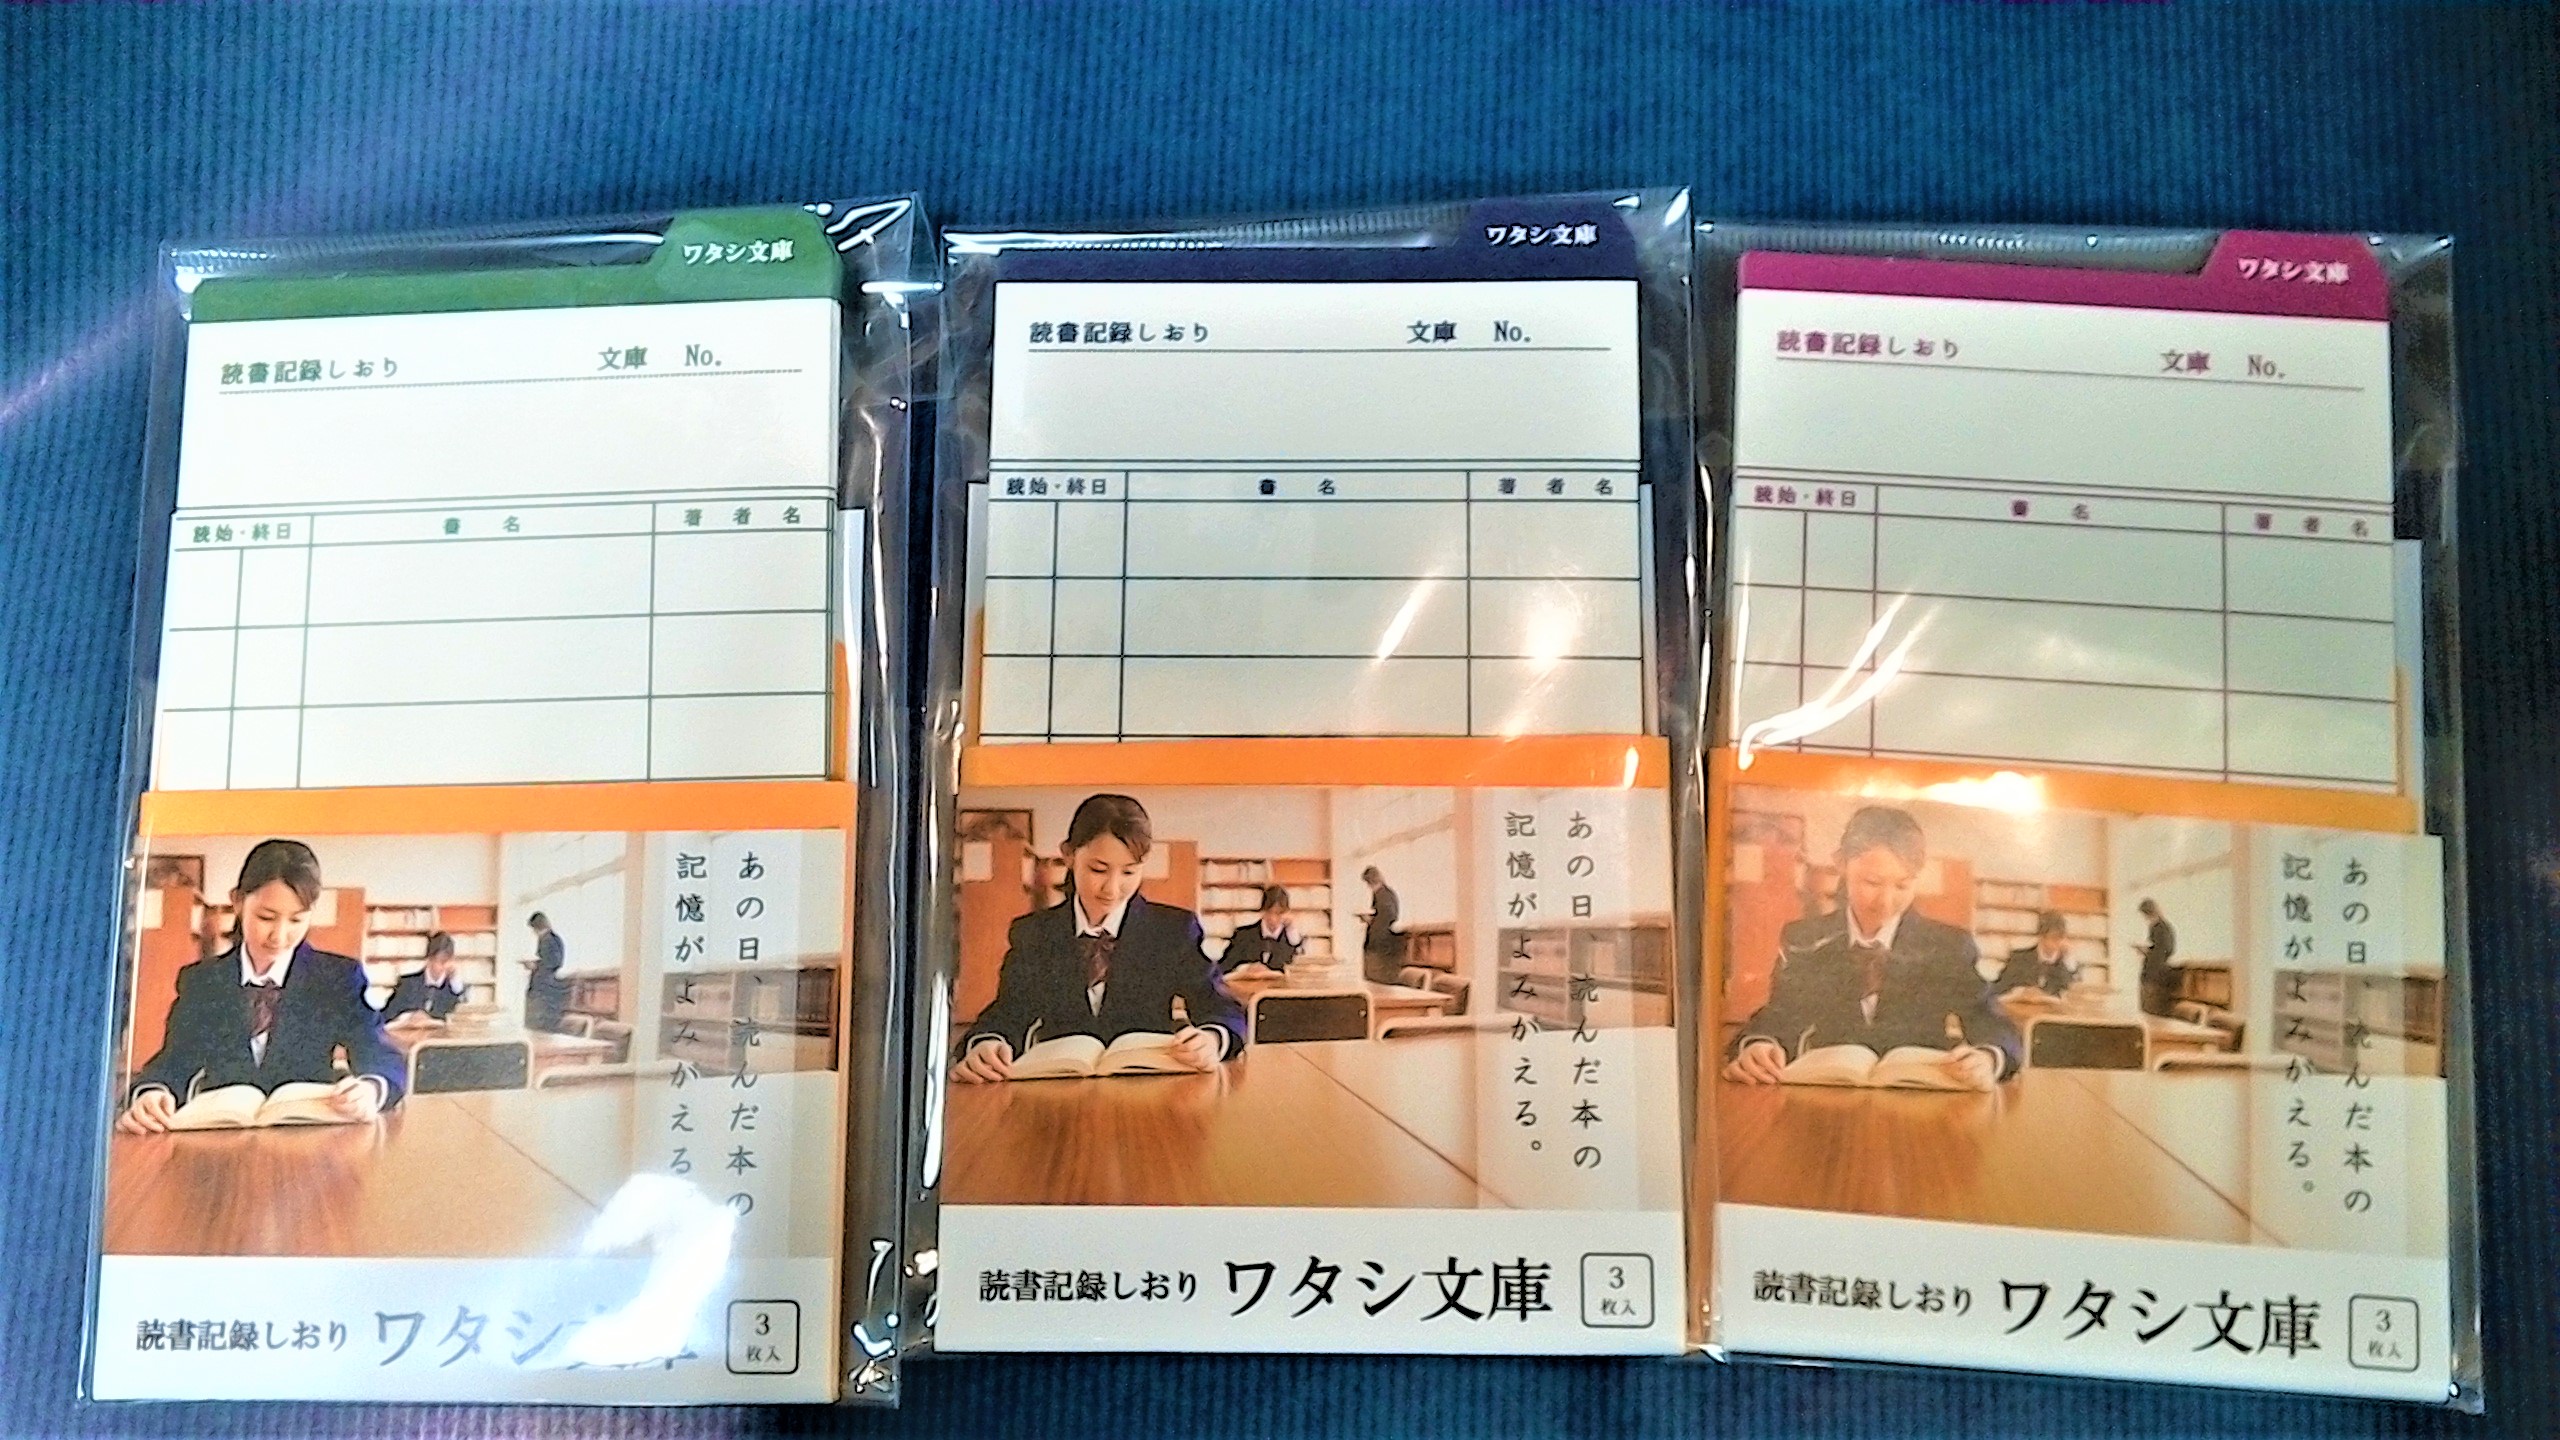 ワタシ文庫
読書記録しおり 文庫 No.
読始・終日 書名 著者名
あの日、読んだ本の
記憶がよみがえる
読書記録しおり ワタシ
3
枚入
ワタシ文庫
読書記録しおり 文庫 No.
読始・終日 書名 著者名
あの日、読んだ本の
記憶がよみがえる。
読書記録しおり ワタシ文庫
3
枚入
ワタシ文庫
読書記録しおり 文庫 No.
読始・終日 書名 著者名
あの日、読んだ本の
記憶がよみがえる。
読書記録しおり ワタシ文庫
3
枚入